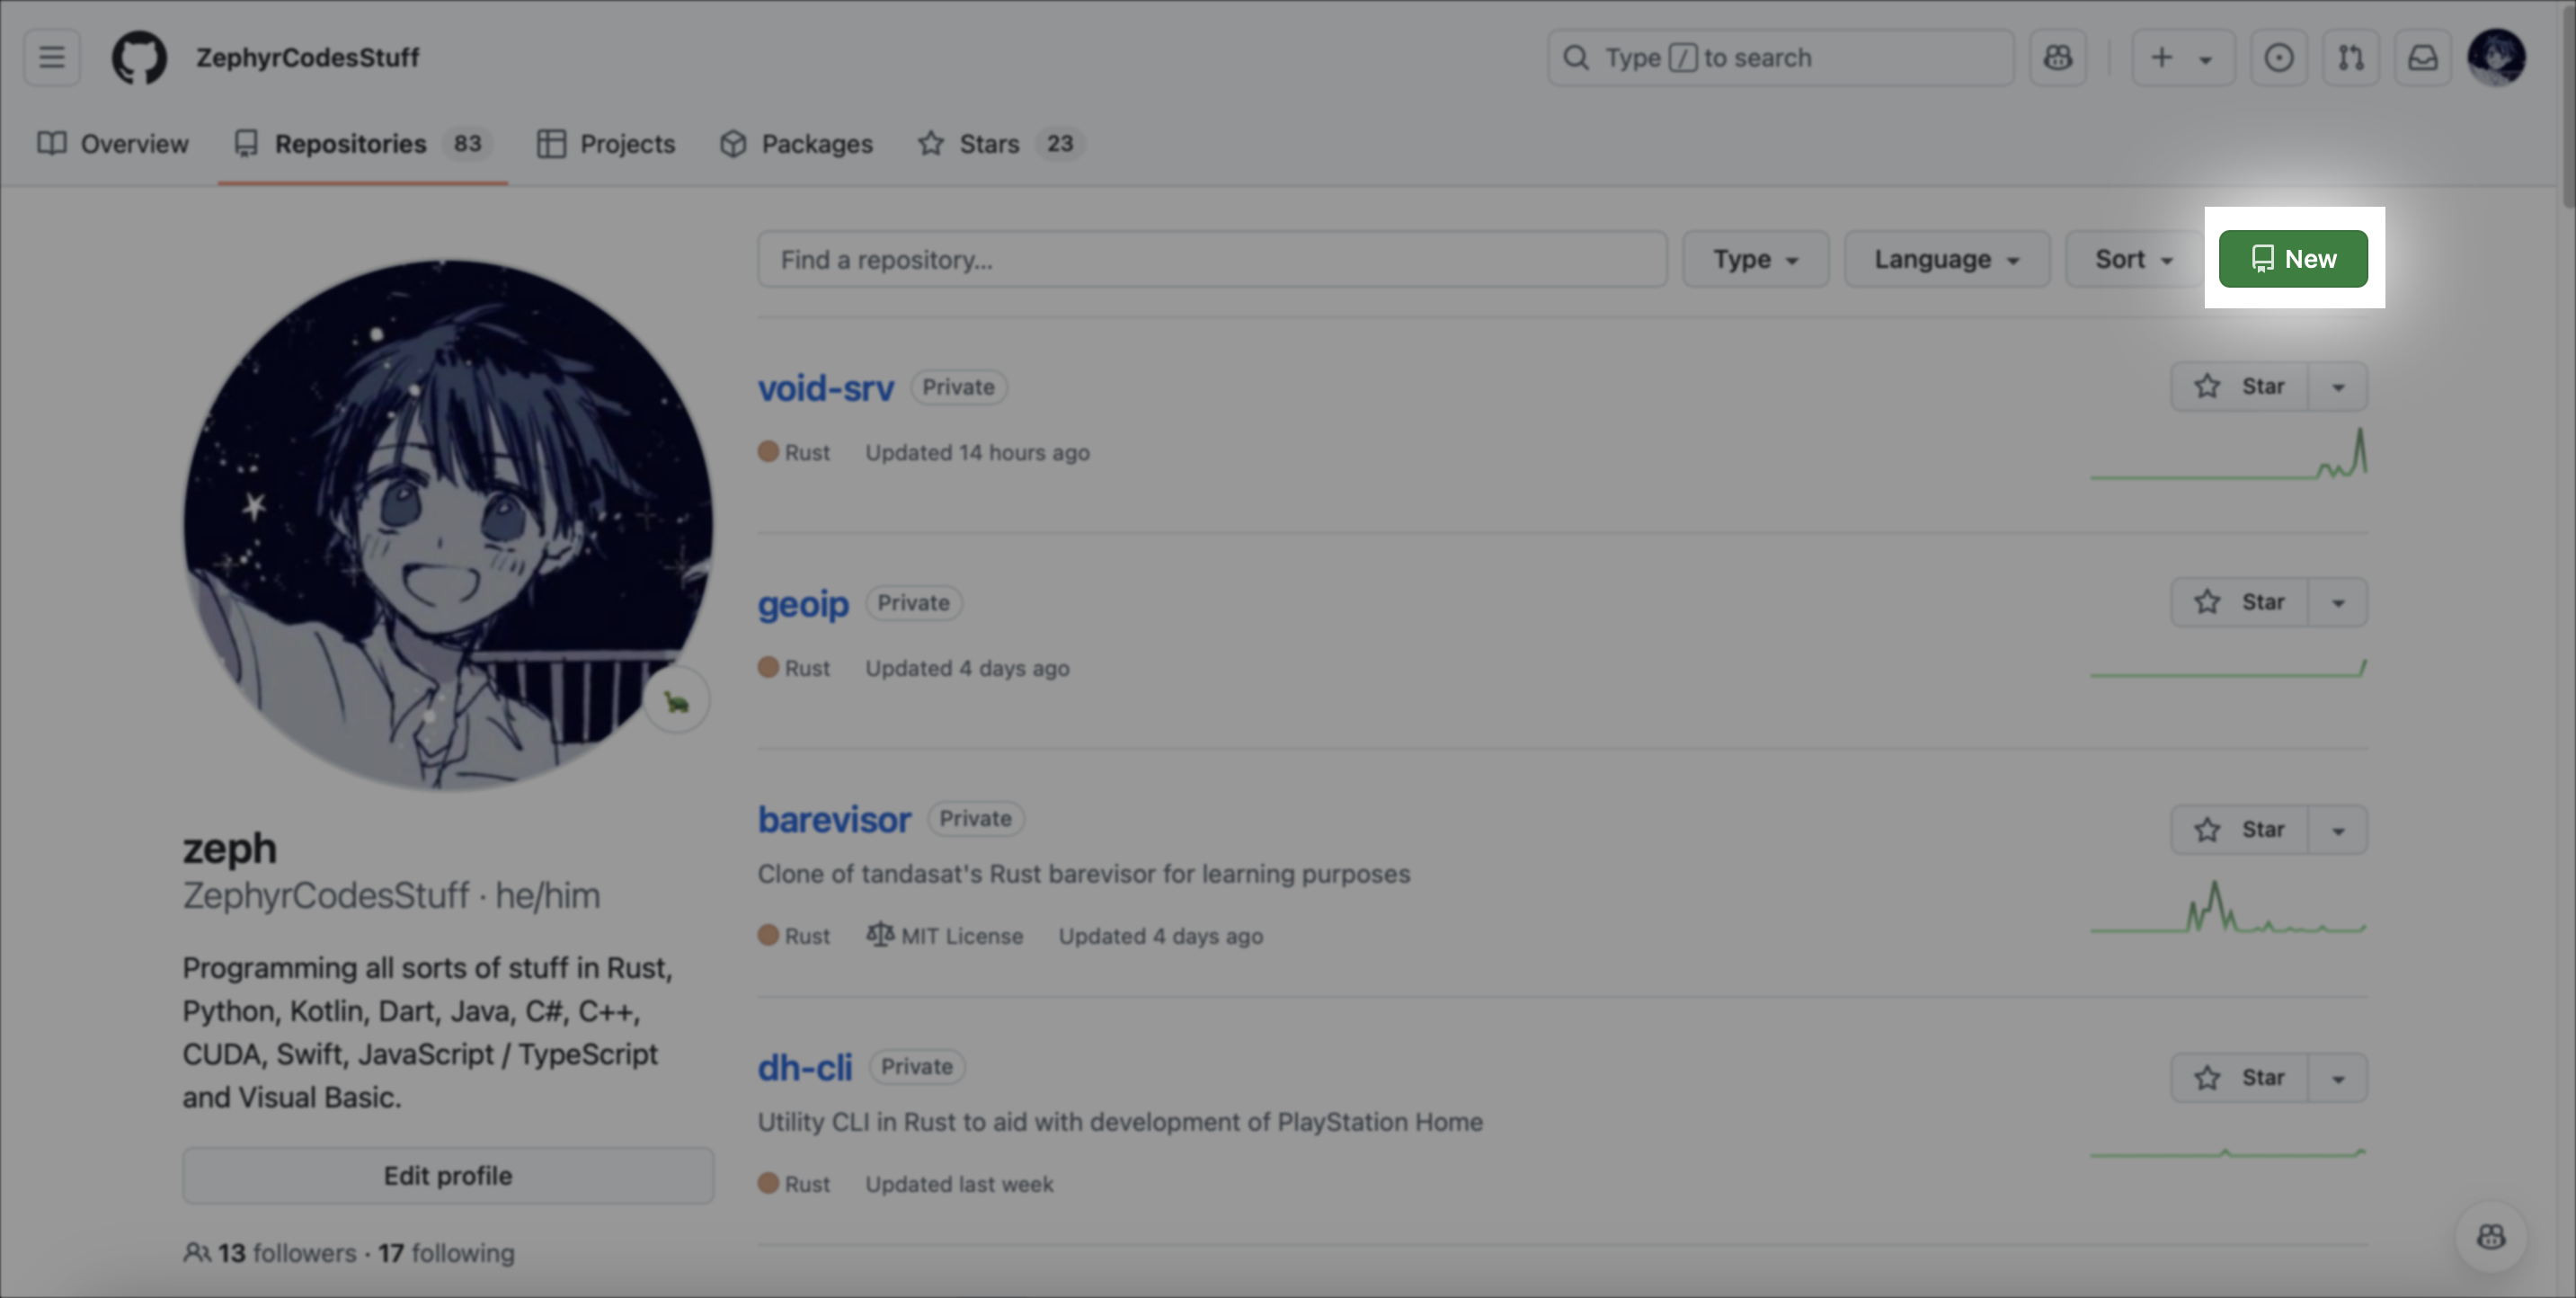 ZephyrCodesStuff
Type / to search
Overview
Repositories 83
Projects
Packages
Stars 23
Find a repository...
Type
Language
Sort
New
void-srv Private
Star
Rust Updated 14 hours ago
geoip Private
Star
Rust Updated 4 days ago
barevisor Private
Star
Clone of tandasat's Rust barevisor for learning purposes
Rust MIT License Updated 4 days ago
dh-cli Private
Star
Utility CLI in Rust to aid with development of PlayStation Home
Rust Updated last week
zeph
ZephyrCodesStuff · he/him
Programming all sorts of stuff in Rust,
Python, Kotlin, Dart, Java, C#, C++,
CUDA, Swift, JavaScript / TypeScript
and Visual Basic.
Edit profile
13 followers · 17 following